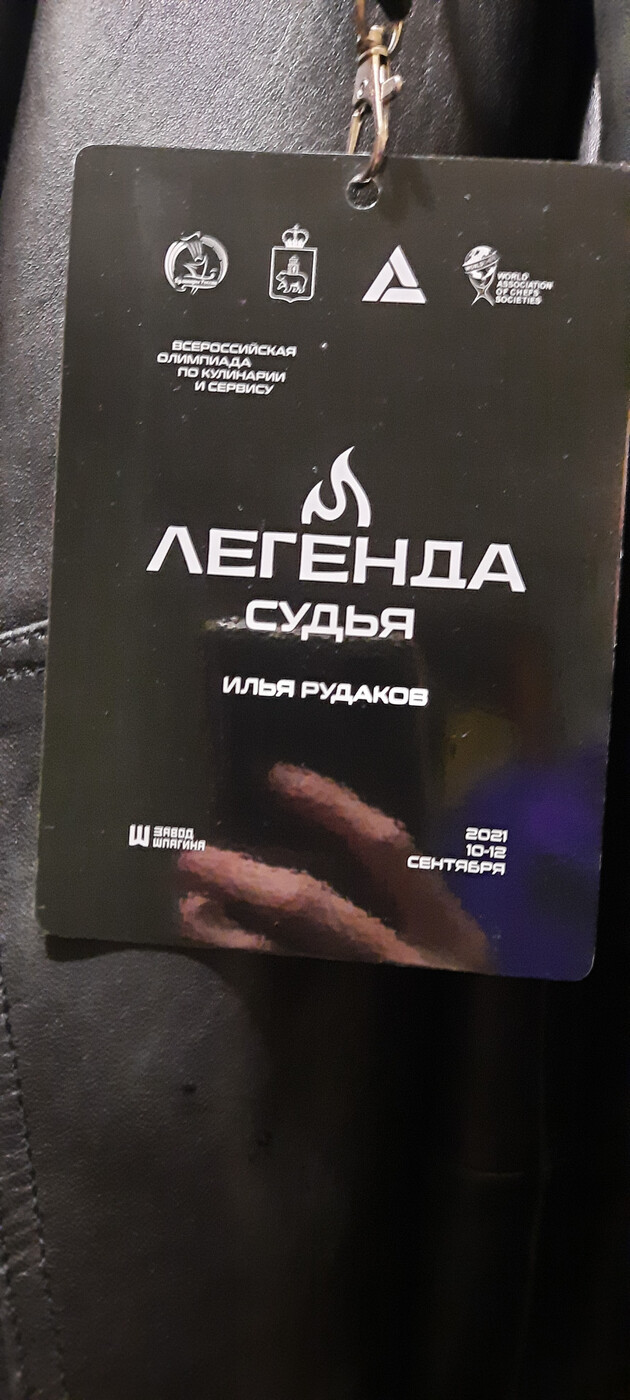 WORLD
ASSOCIATION
OF CHEFS
SOCIETIES
ВСЕРОССИЙСКАЯ
ОЛИМПИАДА
ПО КУЛИНАРИИ
И СЕРВИСУ
ЛЕГЕНДА
СУДЬЯ
ИЛЬЯ РУДАКОВ
Ш ЗАВОД
ШПАГИНА
2021
10-12
СЕНТЯБРЯ